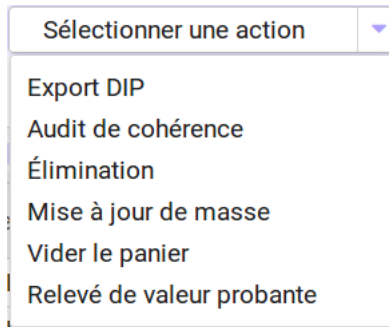 Sélectionner une action
Export DIP
Audit de cohérence
Élimination
Mise à jour de masse
Vider le panier
Relevé de valeur probante